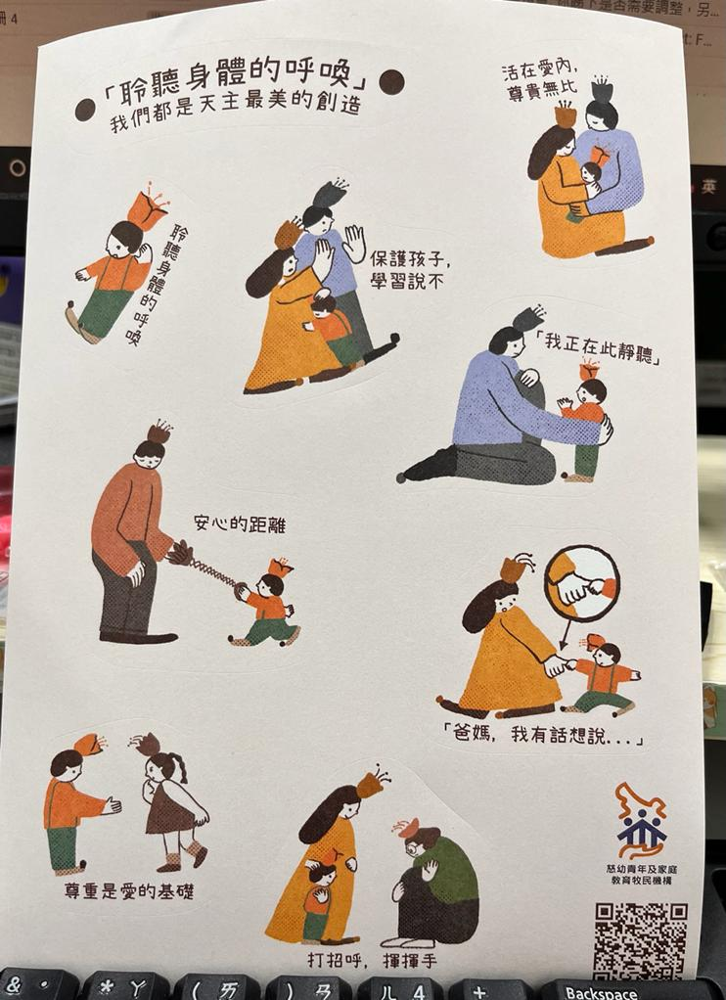 「聆聽身體的呼喚」
我們都是天主最美的創造
活在愛內,
尊貴無比
聆聽身體的呼喚
保護孩子,
學習說不
「我正在此靜聽」
安心的距離
「爸媽, 我有話想說...」
尊重是愛的基礎
打招呼, 揮揮手
慈幼青年及家庭
教育牧民機構
英
& ㄚ * ( ㄞ ) ㄢ ㄦ 4 + Backspace